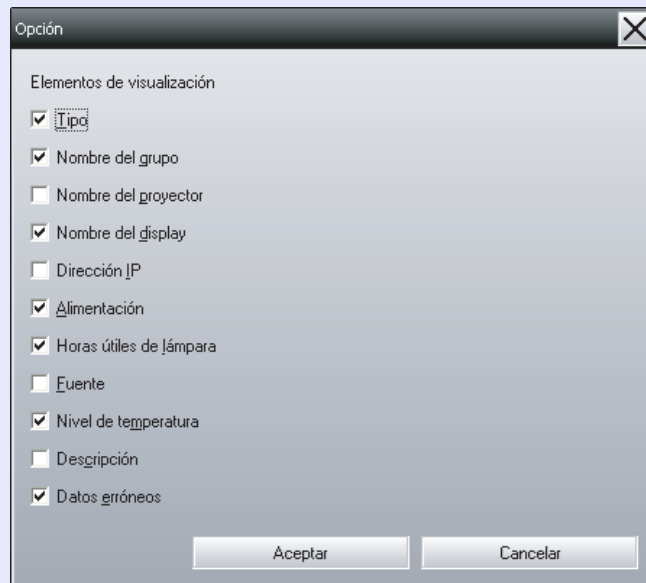 Opción
Elementos de visualización
Tipo
Nombre del grupo
Nombre del proyector
Nombre del display
Dirección IP
Alimentación
Horas útiles de lámpara
Fuente
Nivel de temperatura
Descripción
Datos erróneos
Aceptar Cancelar